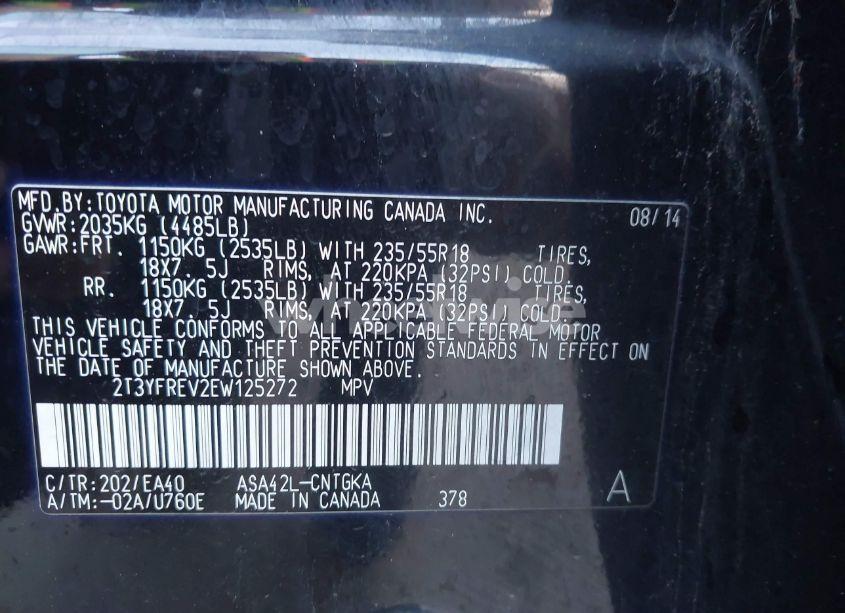 MFD.BY:TOYOTA MOTOR MANUFACTURING CANADA INC. 08/14
GVWR:2035KG (4485LB)
GAWR:FRT. 1150KG (2535LB) WITH 235/55R18 TIRES,
18X7. 5J RIMS, AT 220KPA (32PSI) COLD.
RR. 1150KG (2535LB) WITH 235/55R18 TIRES,
18X7. 5J RIMS, AT 220KPA (32PSI) COLD.
THIS VEHICLE CONFORMS TO ALL APPLICABLE FEDERAL MOTOR
VEHICLE SAFETY AND THEFT PREVENTION STANDARDS IN EFFECT ON
THE DATE OF MANUFACTURE SHOWN ABOVE.
2T3YFREV2EW125272 MPV
C/TR:202/EA40 ASA42L-CNTGKA
A/TM:-02A/U760E MADE IN CANADA 378 A